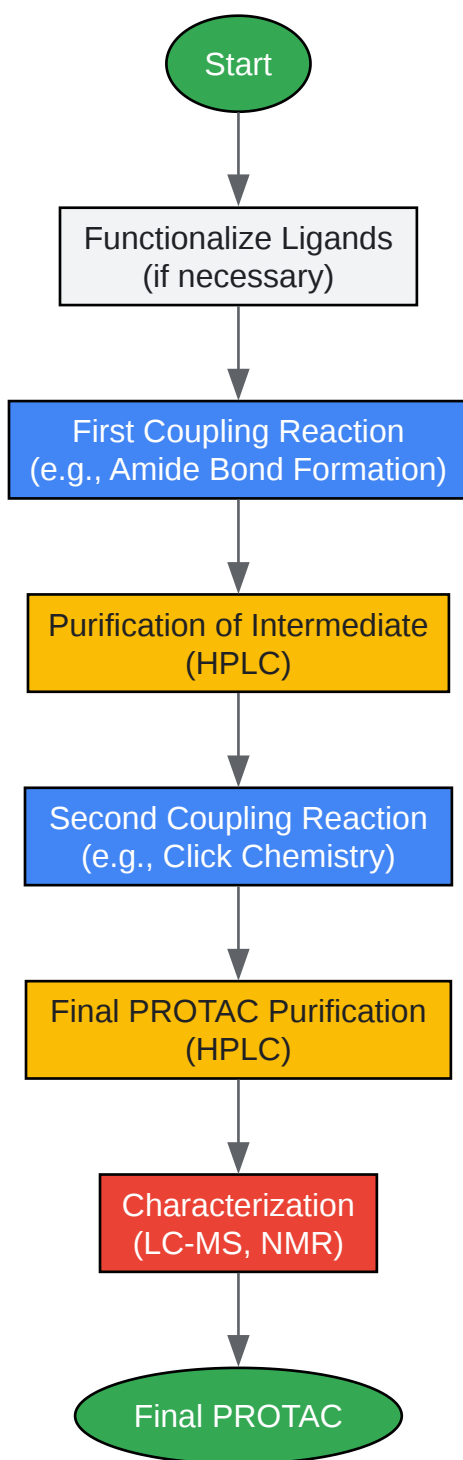 Start
Functionalize Ligands
(if necessary)
First Coupling Reaction
(e.g., Amide Bond Formation)
Purification of Intermediate
(HPLC)
Second Coupling Reaction
(e.g., Click Chemistry)
Final PROTAC Purification
(HPLC)
Characterization
(LC-MS, NMR)
Final PROTAC